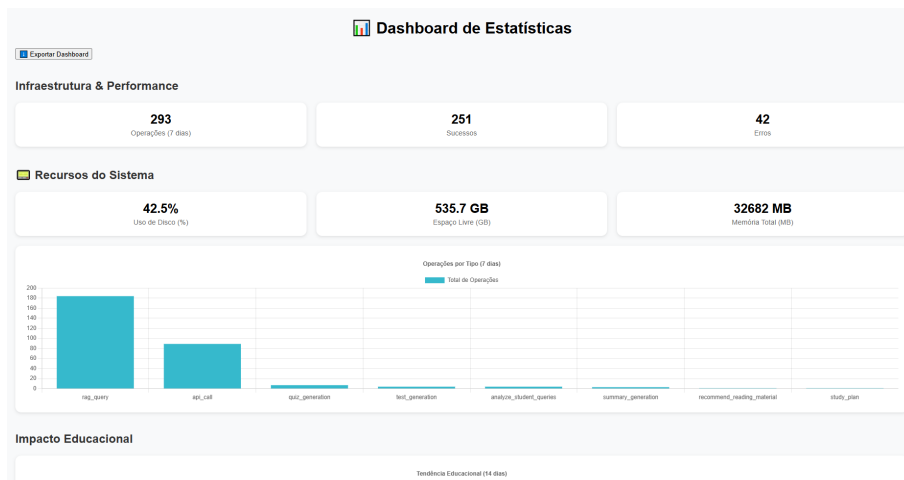 Dashboard de Estatísticas
Exportar Dashboard
Infraestrutura & Performance
293
Operações (7 dias)
251
Sucessos
42
Erros
Recursos do Sistema
42.5%
Uso de Disco (%)
535.7 GB
Espaço Livre (GB)
32682 MB
Memória Total (MB)
Operações por Tipo (7 dias)
Total de Operações
200
180
160
140
120
100
80
60
40
20
0
rag_query
api_call
quiz_generation
test_generation
analyze_student_queries
summary_generation
recommend_reading_material
study_plan
Impacto Educacional
Tendência Educacional (14 dias)